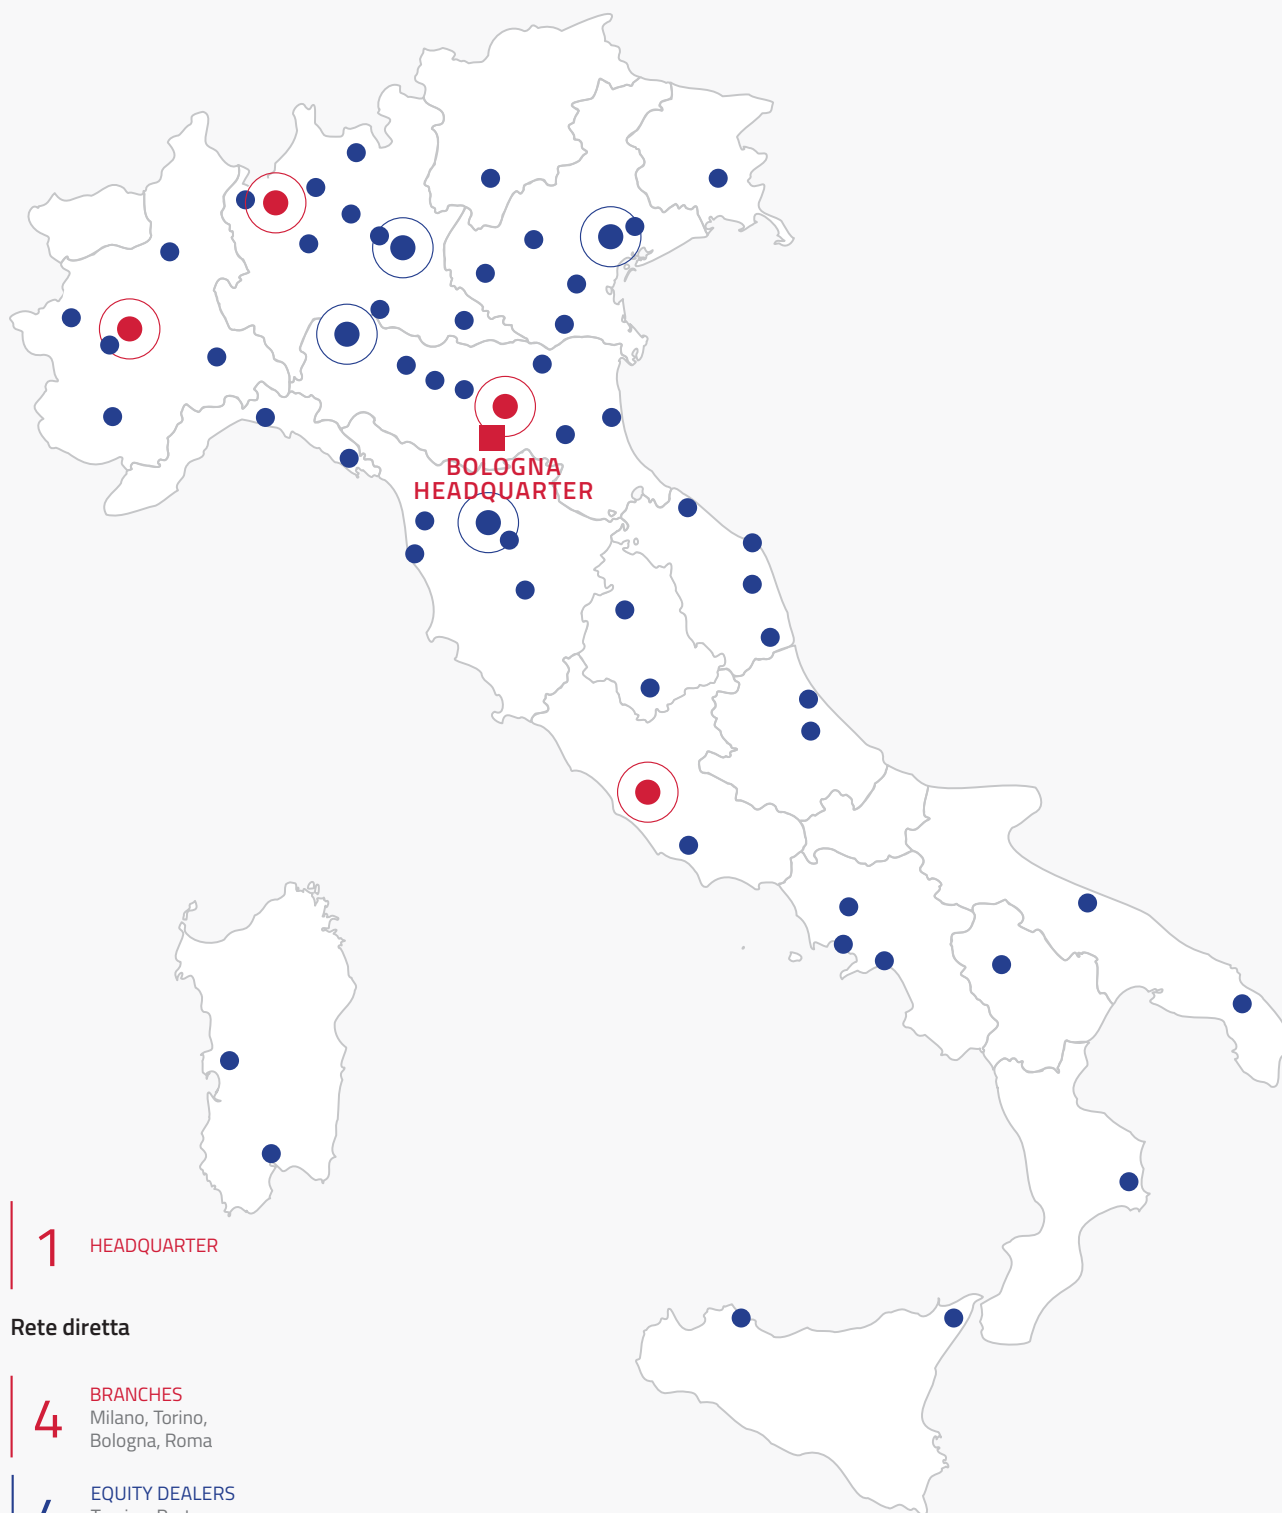 BOLOGNA
HEADQUARTER
1 HEADQUARTER
Rete diretta
4 BRANCHES
Milano, Torino,
Bologna, Roma
EQUITY DEALERS